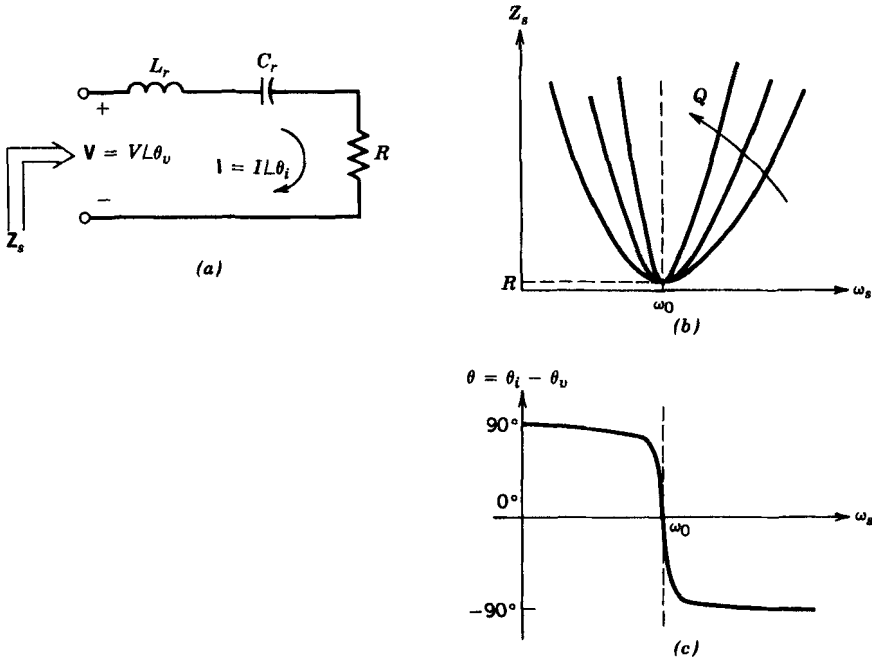 L_r
C_r
+
V = V∠θ_v
I = I∠θ_i
R
−
Z_s
(a)
Z_s
Q
R
ω_0
ω_s
(b)
θ = θ_i − θ_v
90°
0°
ω_0
ω_s
−90°
(c)